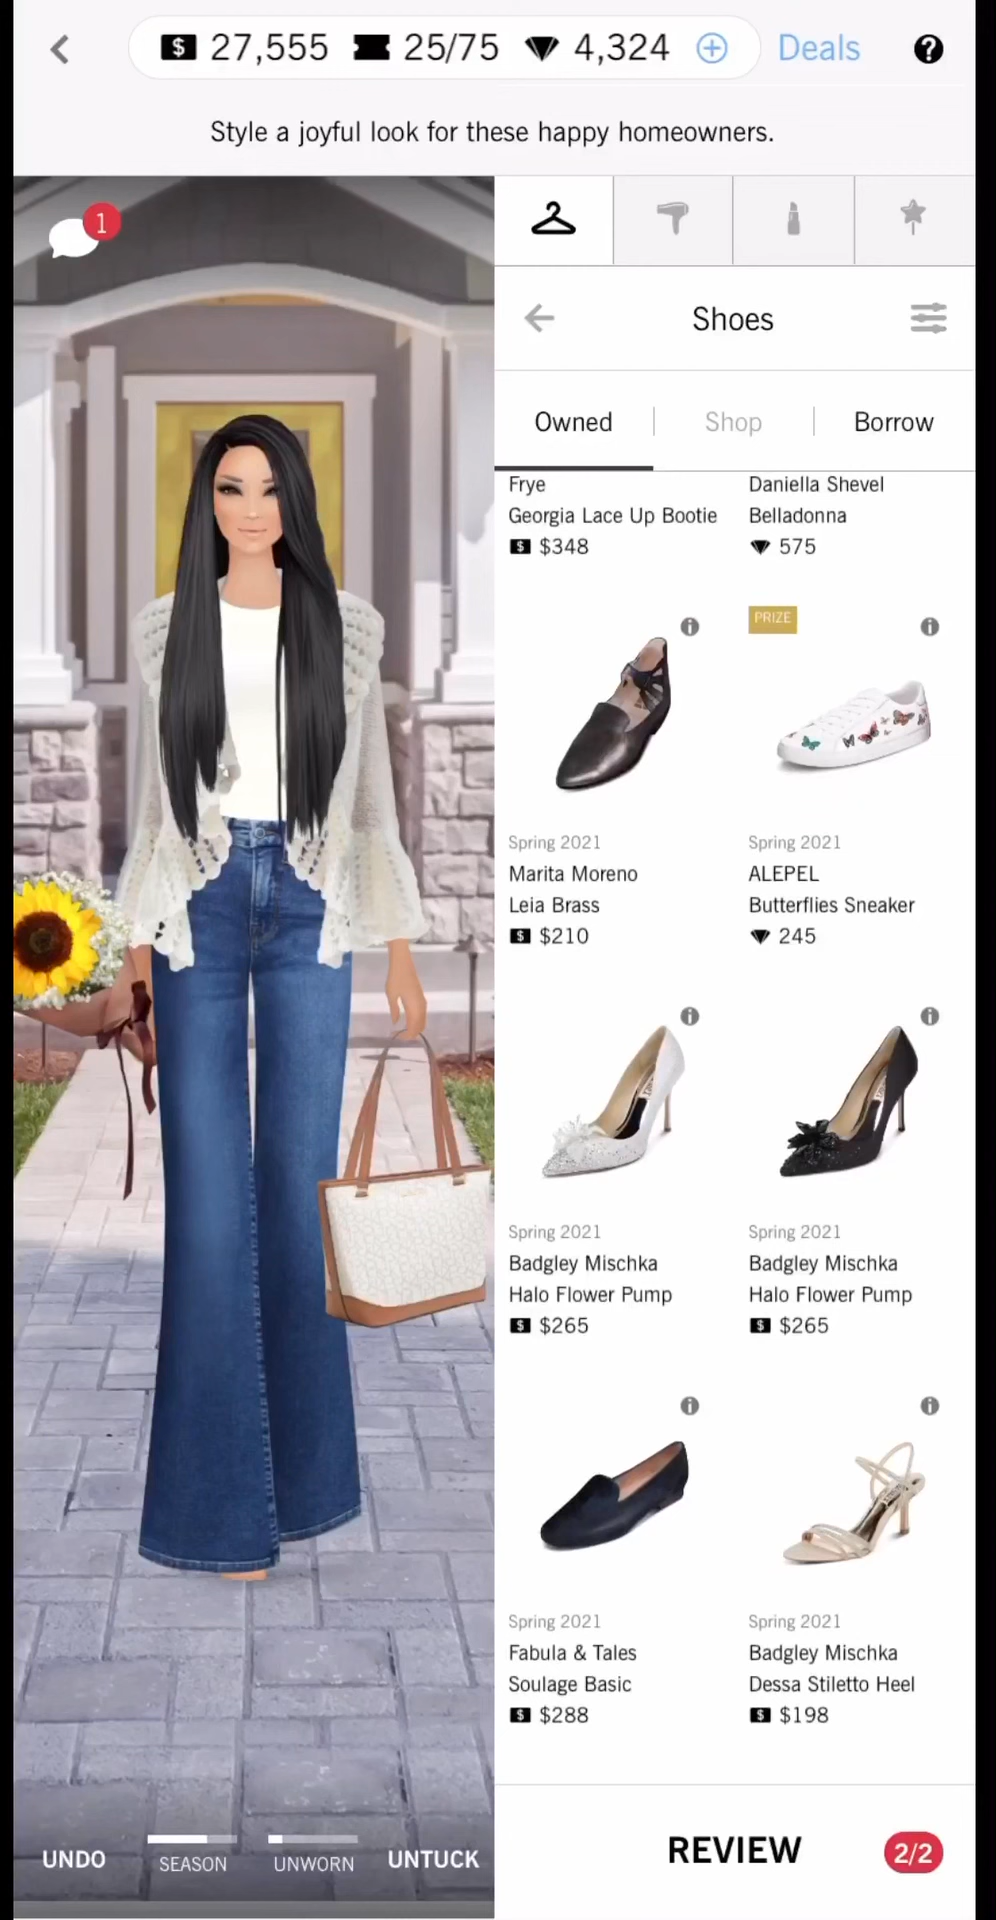 $ 27,555 25/75 4,324 + Deals ?
Style a joyful look for these happy homeowners.
1
Shoes
Owned Shop Borrow
Frye
Georgia Lace Up Bootie
$ $348
Daniella Shevel
Belladonna
575
i
Spring 2021
Marita Moreno
Leia Brass
$ $210
PRIZE
i
Spring 2021
ALEPEL
Butterflies Sneaker
245
i
Spring 2021
Badgley Mischka
Halo Flower Pump
$ $265
i
Spring 2021
Badgley Mischka
Halo Flower Pump
$ $265
i
Spring 2021
Fabula & Tales
Soulage Basic
$ $288
i
Spring 2021
Badgley Mischka
Dessa Stiletto Heel
$ $198
UNDO SEASON UNWORN UNTUCK
REVIEW 2/2